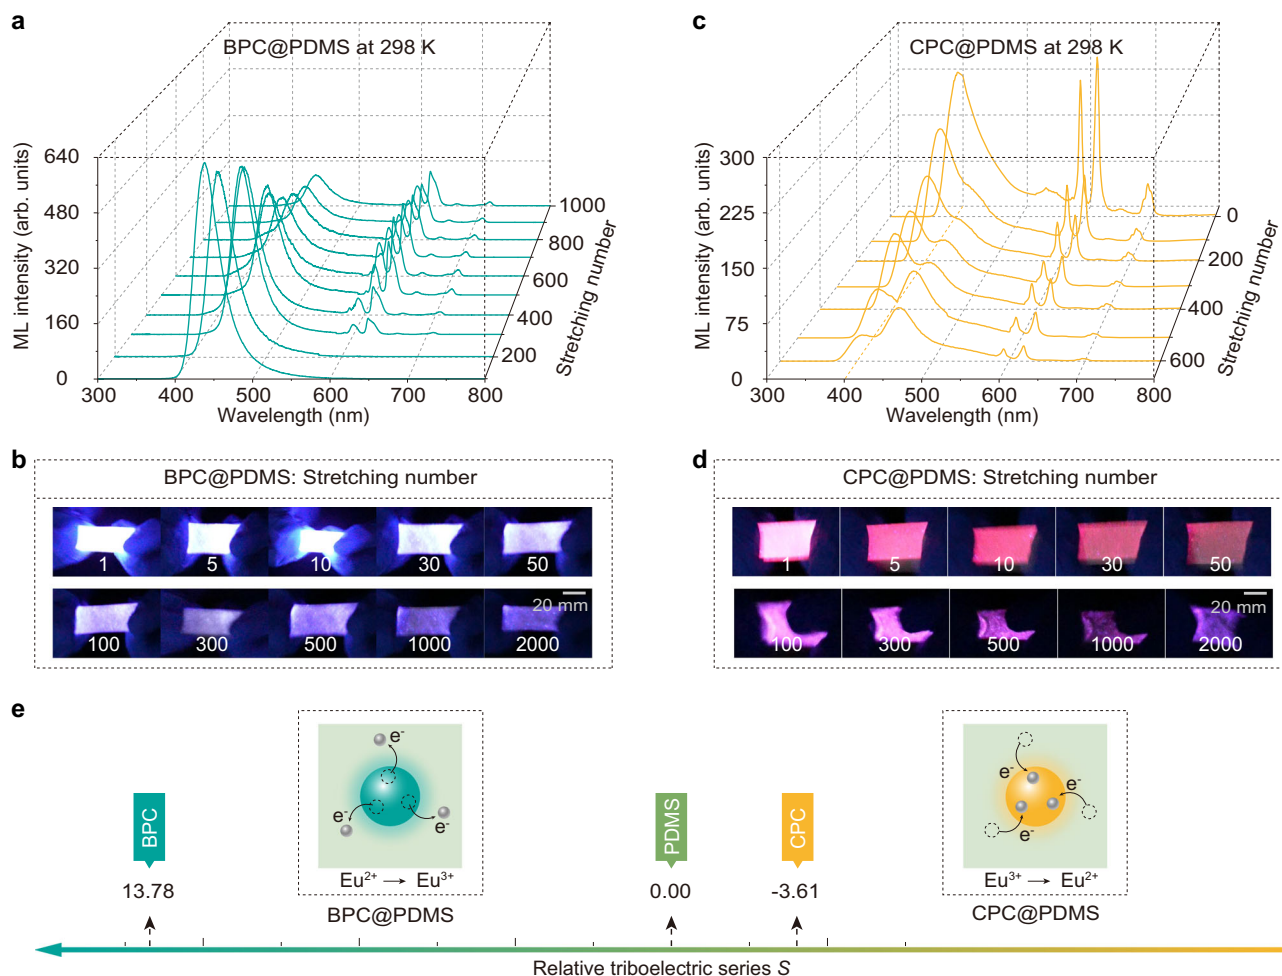 a
BPC@PDMS at 298 K
ML intensity (arb. units)
640
480
320
160
0
300 400 500 600 700 800
Wavelength (nm)
1000
800
600
400
200
Stretching number
c
CPC@PDMS at 298 K
ML intensity (arb. units)
300
225
150
75
0
300 400 500 600 700 800
Wavelength (nm)
0
200
400
600
Stretching number
b
BPC@PDMS: Stretching number
1 5 10 30 50
20 mm
100 300 500 1000 2000
d
CPC@PDMS: Stretching number
1 5 10 30 50
20 mm
100 300 500 1000 2000
e
e⁻
e⁻
e⁻
Eu²⁺ → Eu³⁺
BPC@PDMS
e⁻
e⁻
e⁻
Eu³⁺ → Eu²⁺
CPC@PDMS
BPC
PDMS
CPC
13.78 0.00 -3.61
Relative triboelectric series S